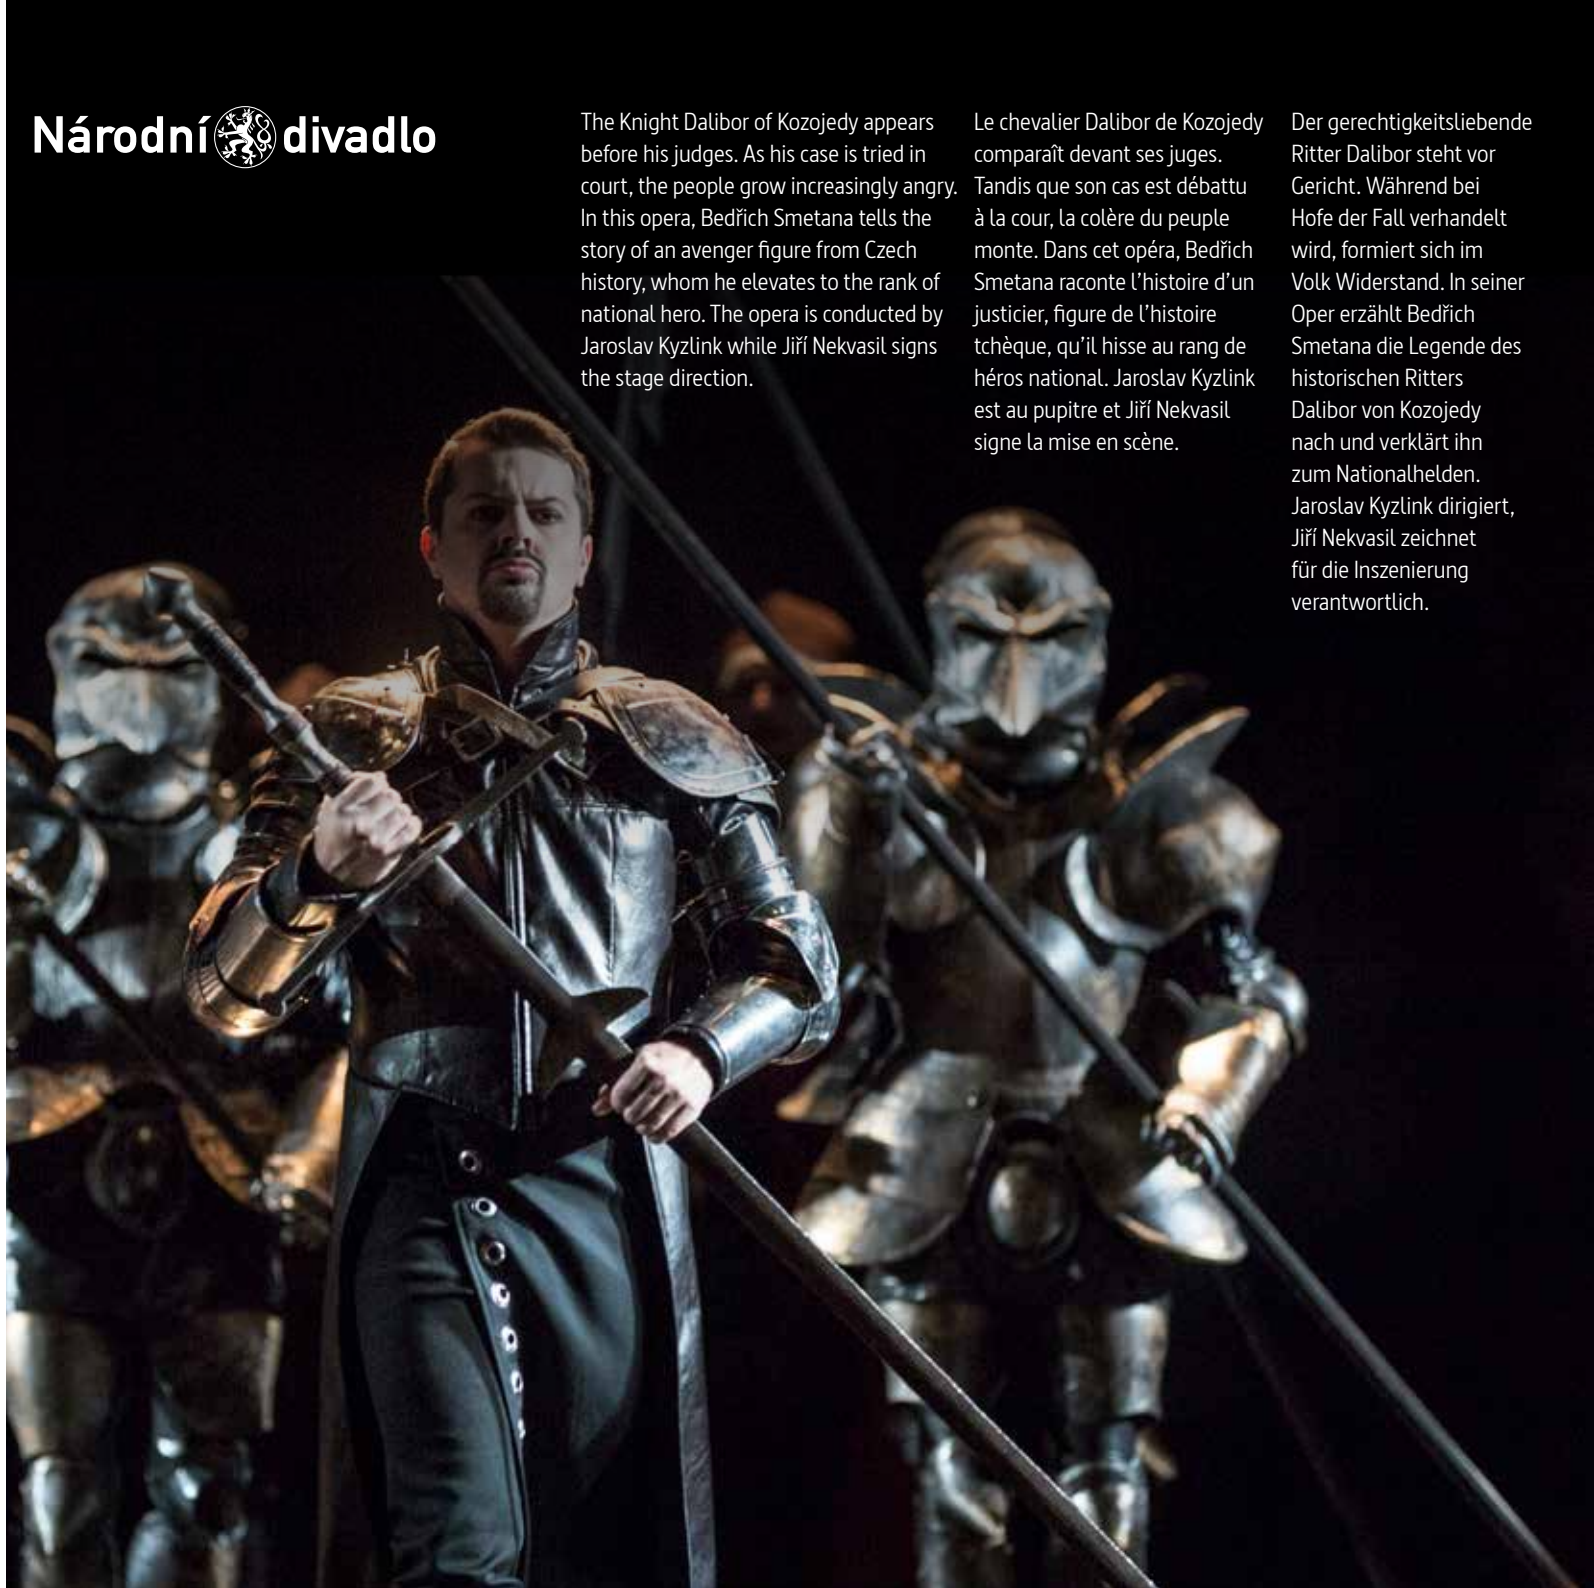 Národní divadlo
The Knight Dalibor of Kozojedy appears
before his judges. As his case is tried in
court, the people grow increasingly angry.
In this opera, Bedřich Smetana tells the
story of an avenger figure from Czech
history, whom he elevates to the rank of
national hero. The opera is conducted by
Jaroslav Kyzlink while Jiří Nekvasil signs
the stage direction.
Le chevalier Dalibor de Kozojedy
comparaît devant ses juges.
Tandis que son cas est débattu
à la cour, la colère du peuple
monte. Dans cet opéra, Bedřich
Smetana raconte l’histoire d’un
justicier, figure de l’histoire
tchèque, qu’il hisse au rang de
héros national. Jaroslav Kyzlink
est au pupitre et Jiří Nekvasil
signe la mise en scène.
Der gerechtigkeitsliebende
Ritter Dalibor steht vor
Gericht. Während bei
Hofe der Fall verhandelt
wird, formiert sich im
Volk Widerstand. In seiner
Oper erzählt Bedřich
Smetana die Legende des
historischen Ritters
Dalibor von Kozojedy
nach und verklärt ihn
zum Nationalhelden.
Jaroslav Kyzlink dirigiert,
Jiří Nekvasil zeichnet
für die Inszenierung
verantwortlich.